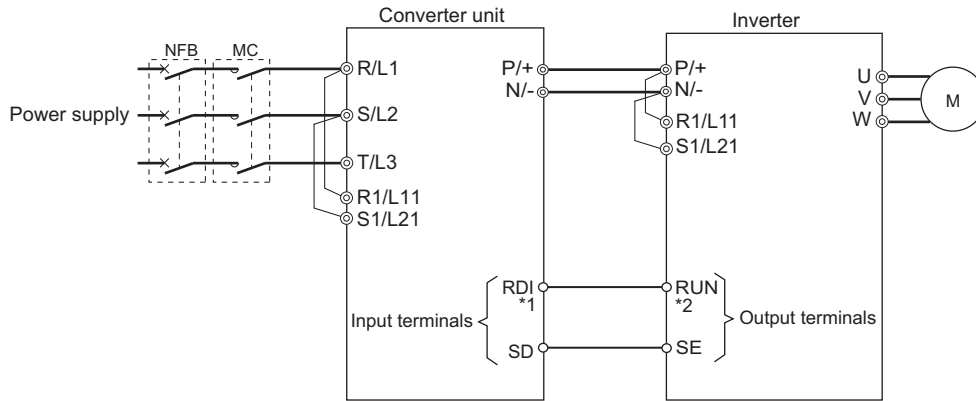 Converter unit
Inverter
NFB
MC
Power supply
R/L1
S/L2
T/L3
R1/L11
S1/L21
P/+
N/-
P/+
N/-
R1/L11
S1/L21
U
V
W
M
Input terminals
RDI
*1
SD
RUN
*2
SE
Output terminals